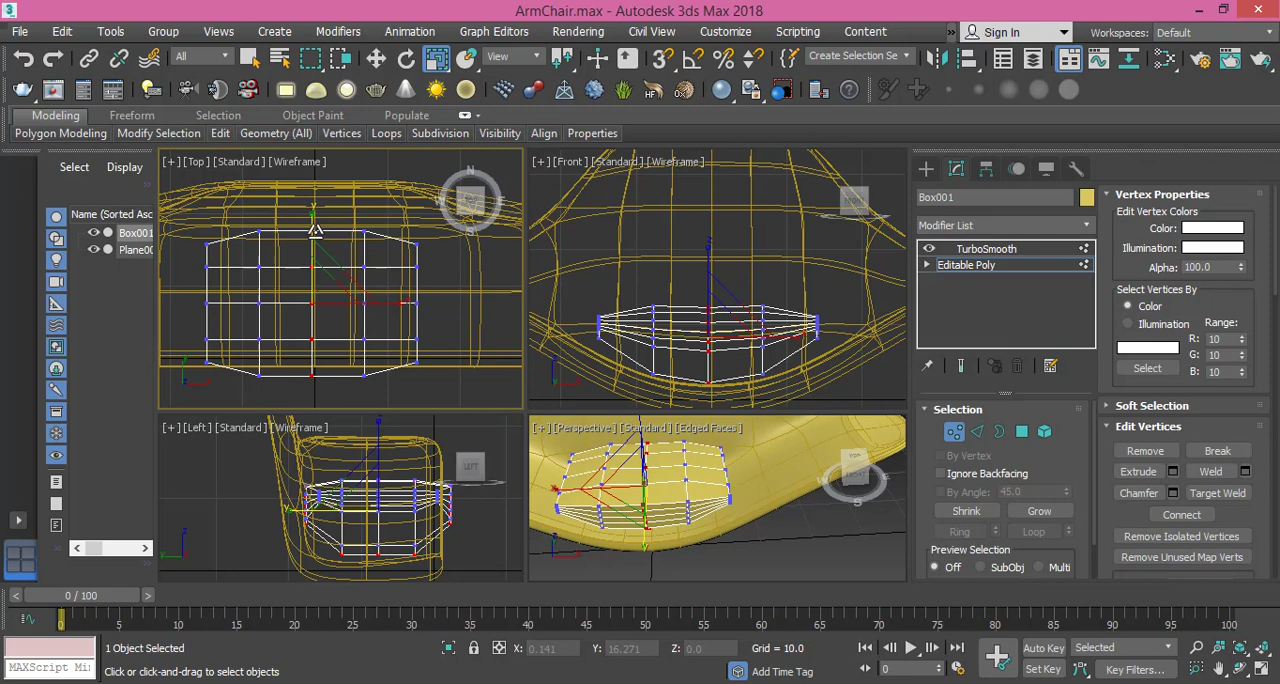 ArmChair.max - Autodesk 3ds Max 2018
File Edit Tools Group Views Create Modifiers Animation Graph Editors Rendering Civil View Customize Scripting Content » Sign In Workspaces: Default
All View Create Selection Se
Modeling Freeform Selection Object Paint Populate
Polygon Modeling Modify Selection Edit Geometry (All) Vertices Loops Subdivision Visibility Align Properties
Select Display
Name (Sorted Asc
Box001
Plane00
[+] [Top] [Standard] [Wireframe]
[+] [Front] [Standard] [Wireframe]
[+] [Left] [Standard] [Wireframe]
LEFT
[+] [Perspective] [Standard] [Edged Faces]
Box001
Modifier List
TurboSmooth
Editable Poly
Selection
By Vertex
Ignore Backfacing
By Angle: 45.0
Shrink Grow
Ring Loop
Preview Selection
Off SubObj Multi
Vertex Properties
Edit Vertex Colors
Color:
Illumination:
Alpha: 100.0
Select Vertices By
Color
Illumination Range:
R: 10
G: 10
Select B: 10
Soft Selection
Edit Vertices
Remove Break
Extrude Weld
Chamfer Target Weld
Connect
Remove Isolated Vertices
Remove Unused Map Verts
< 0 / 100 >
0 5 10 15 20 25 30 35 40 45 50 55 60 65 70 75 80 85 90 95 100
1 Object Selected X: 0.141 Y: 16.271 Z: 0.0 Grid = 10.0 Auto Key Selected
MAXScript Mi Click or click-and-drag to select objects Add Time Tag 0 Set Key Key Filters...